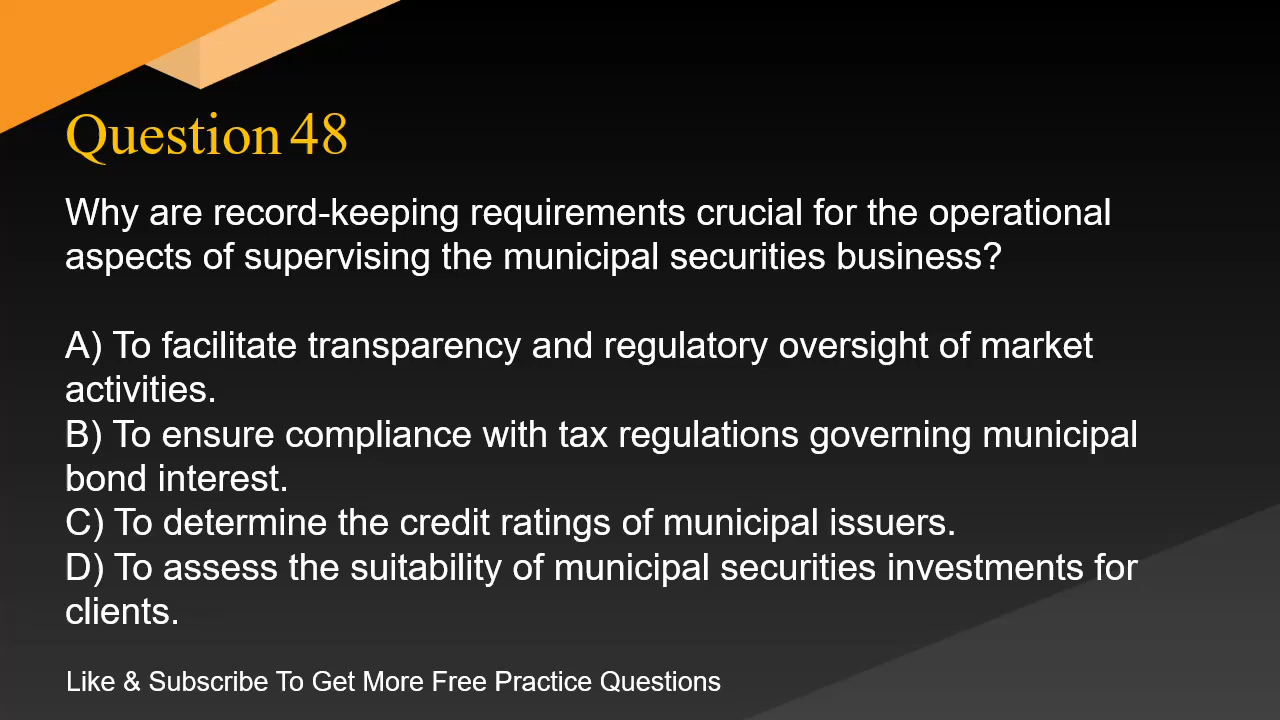 Question 48
Why are record-keeping requirements crucial for the operational
aspects of supervising the municipal securities business?
A) To facilitate transparency and regulatory oversight of market
activities.
B) To ensure compliance with tax regulations governing municipal
bond interest.
C) To determine the credit ratings of municipal issuers.
D) To assess the suitability of municipal securities investments for
clients.
Like & Subscribe To Get More Free Practice Questions